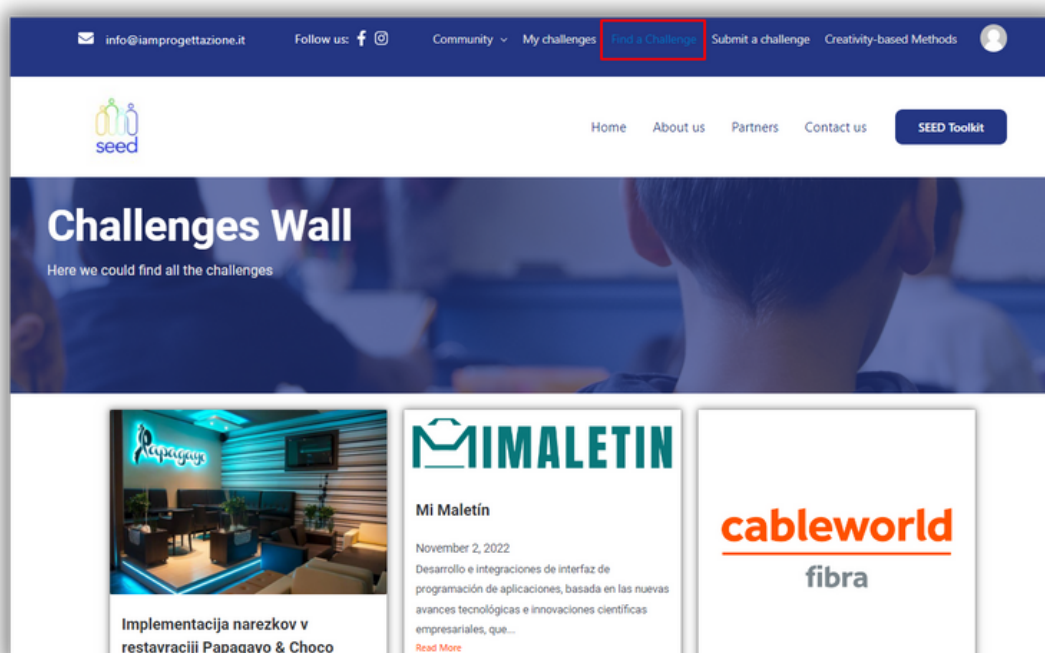 info@iamprogettazione.it Follow us: Community My challenges Find a Challenge Submit a challenge Creativity-based Methods
seed
Home About us Partners Contact us SEED Toolkit
Challenges Wall
Here we could find all the challenges
Papagayo
Implementacija narezkov v
restavraciji Papagayo & Choco
MIMALETIN
Mi Maletín
November 2, 2022
Desarrollo e integraciones de interfaz de
programación de aplicaciones, basada en las nuevas
avances tecnológicas e innovaciones científicas
empresariales, que...
Read More
cableworld
fibra